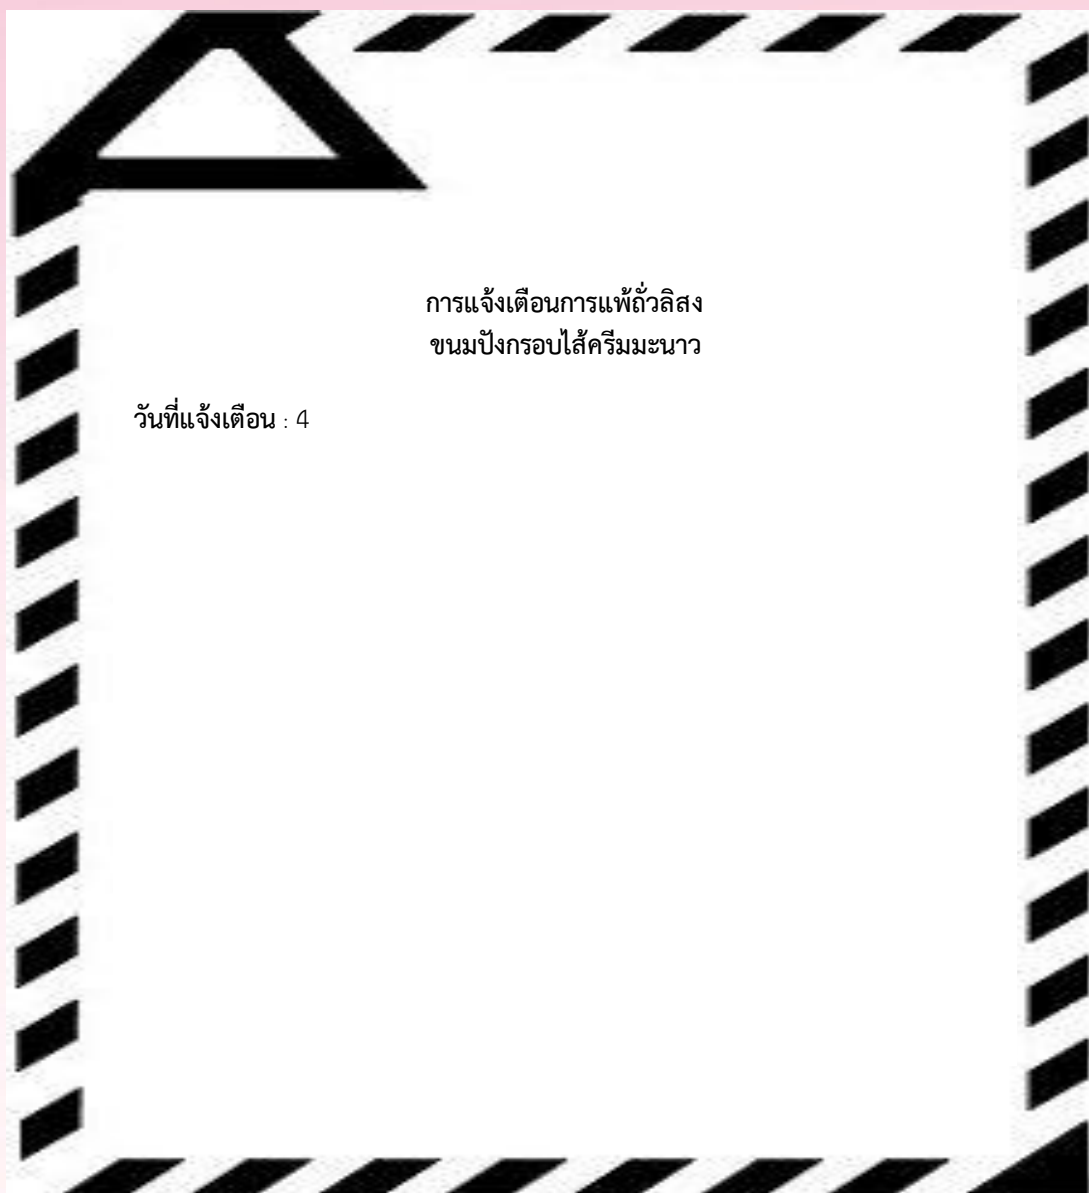 การแจ้งเตือนการแพ้ถั่วลิสง
ขนมปังกรอบไส้ครีมมะนาว
วันที่แจ้งเตือน : 4